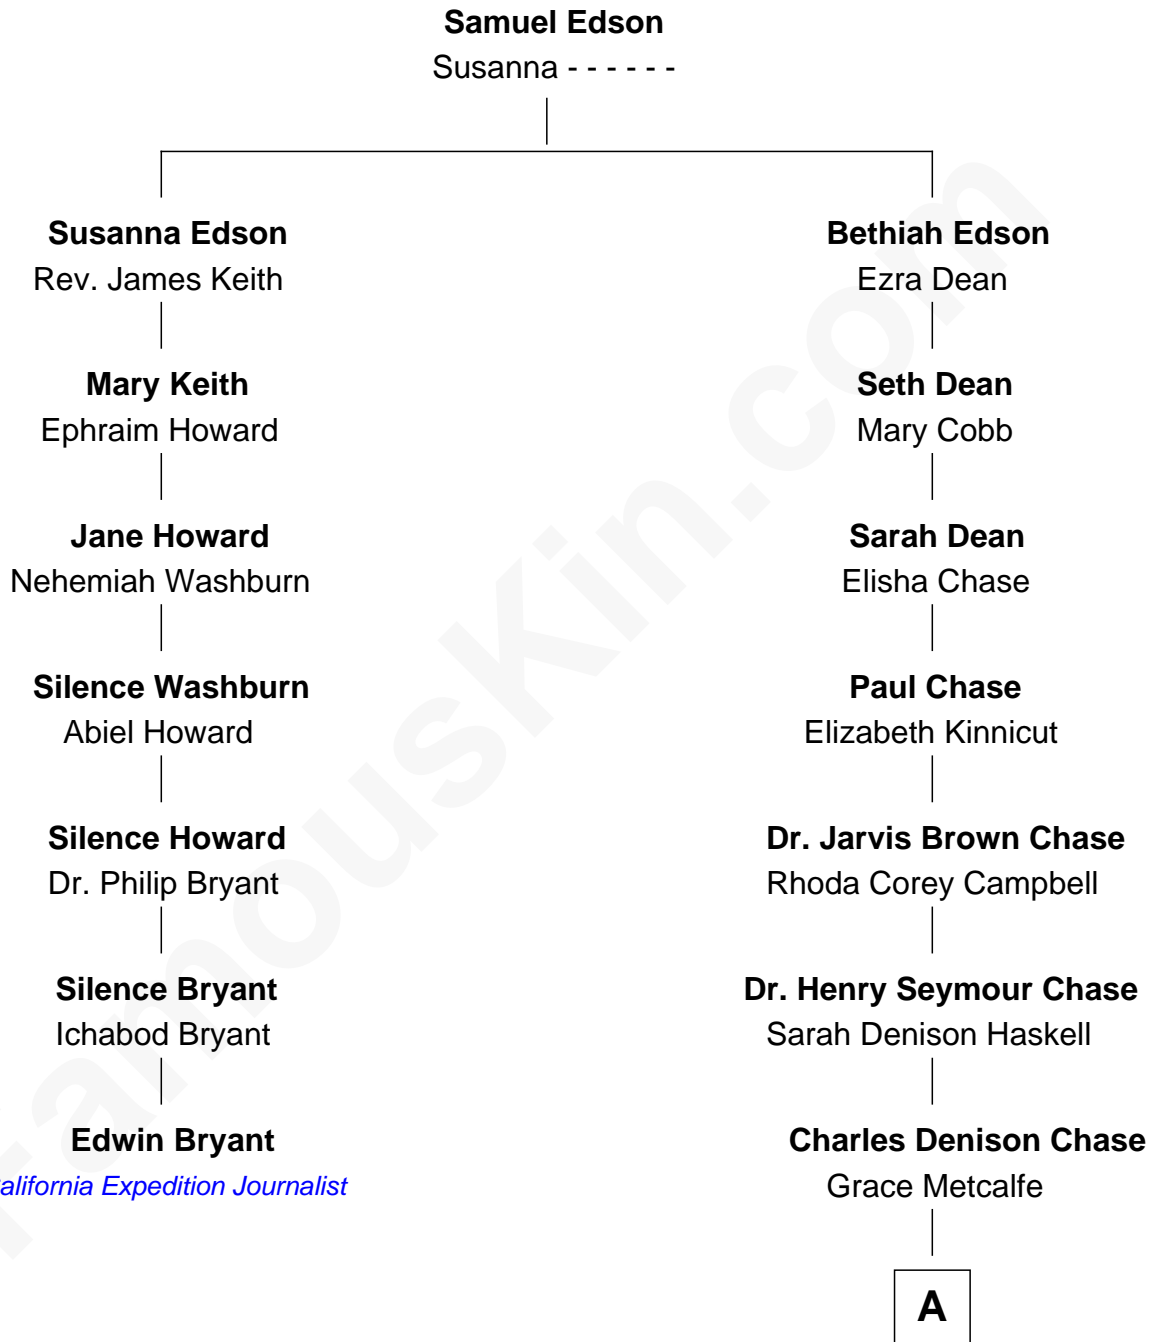 Samuel Edson
Susanna - - - - - -
Susanna Edson
Rev. James Keith
Mary Keith
Ephraim Howard
Jane Howard
Nehemiah Washburn
Silence Washburn
Abiel Howard
Silence Howard
Dr. Philip Bryant
Silence Bryant
Ichabod Bryant
Edwin Bryant
alifornia Expedition Journalist
Bethiah Edson
Ezra Dean
Seth Dean
Mary Cobb
Sarah Dean
Elisha Chase
Paul Chase
Elizabeth Kinnicut
Dr. Jarvis Brown Chase
Rhoda Corey Campbell
Dr. Henry Seymour Chase
Sarah Denison Haskell
Charles Denison Chase
Grace Metcalfe
A
FamousKin.com